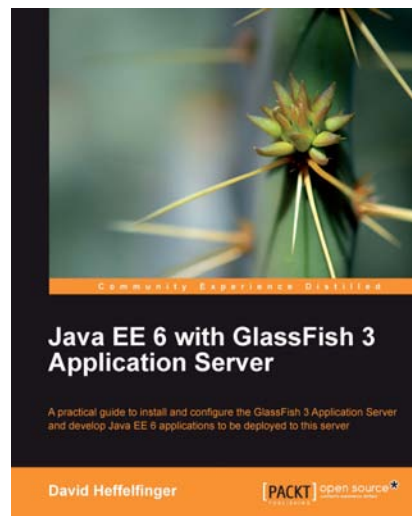 Community Experience Distilled
Java EE 6 with GlassFish 3
Application Server
A practical guide to install and configure the GlassFish 3 Application Server
and develop Java EE 6 applications to be deployed to this server
David Heffelfinger
[PACKT] open source*
PUBLISHING